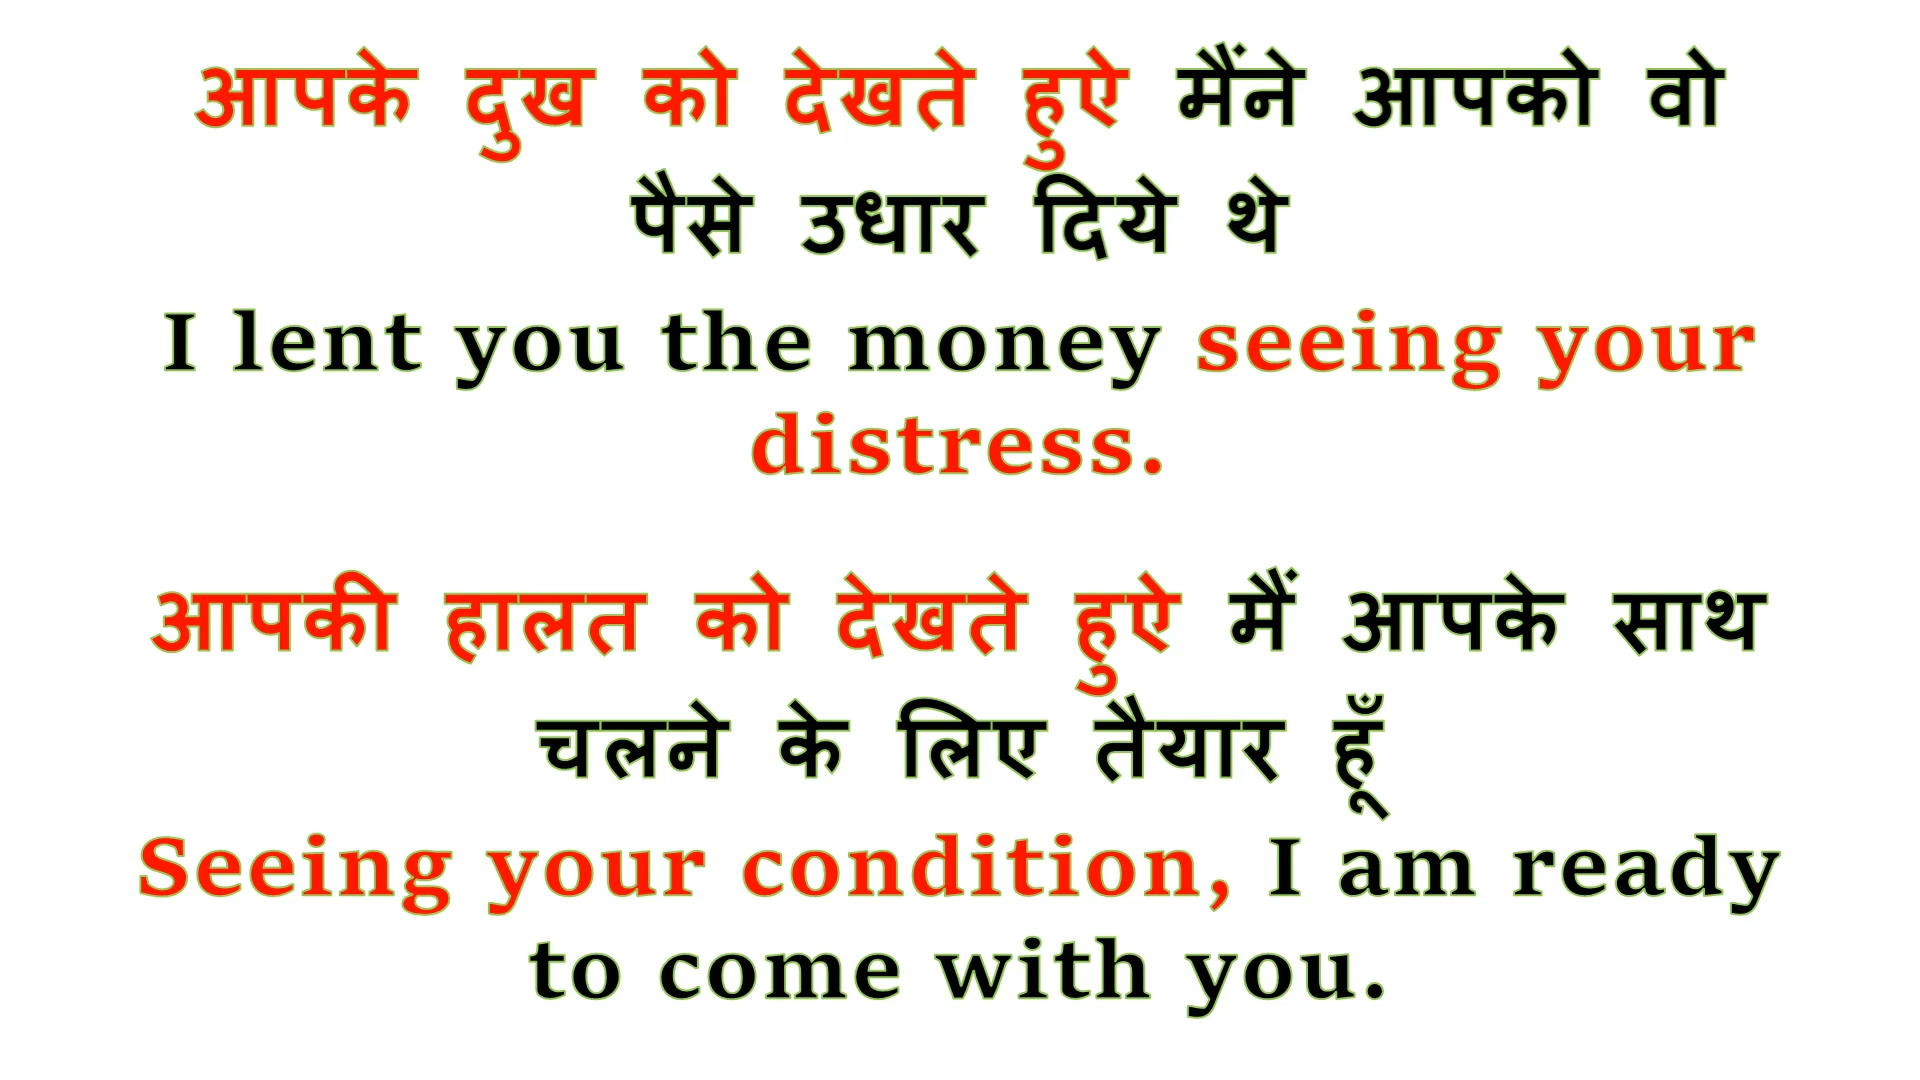 आपके दुख को देखते हुऐ मैंने आपको वो
पैसे उधार दिये थे
I lent you the money seeing your
distress.
आपकी हालत को देखते हुऐ मैं आपके साथ
चलने के लिए तैयार हूँ
Seeing your condition, I am ready
to come with you.